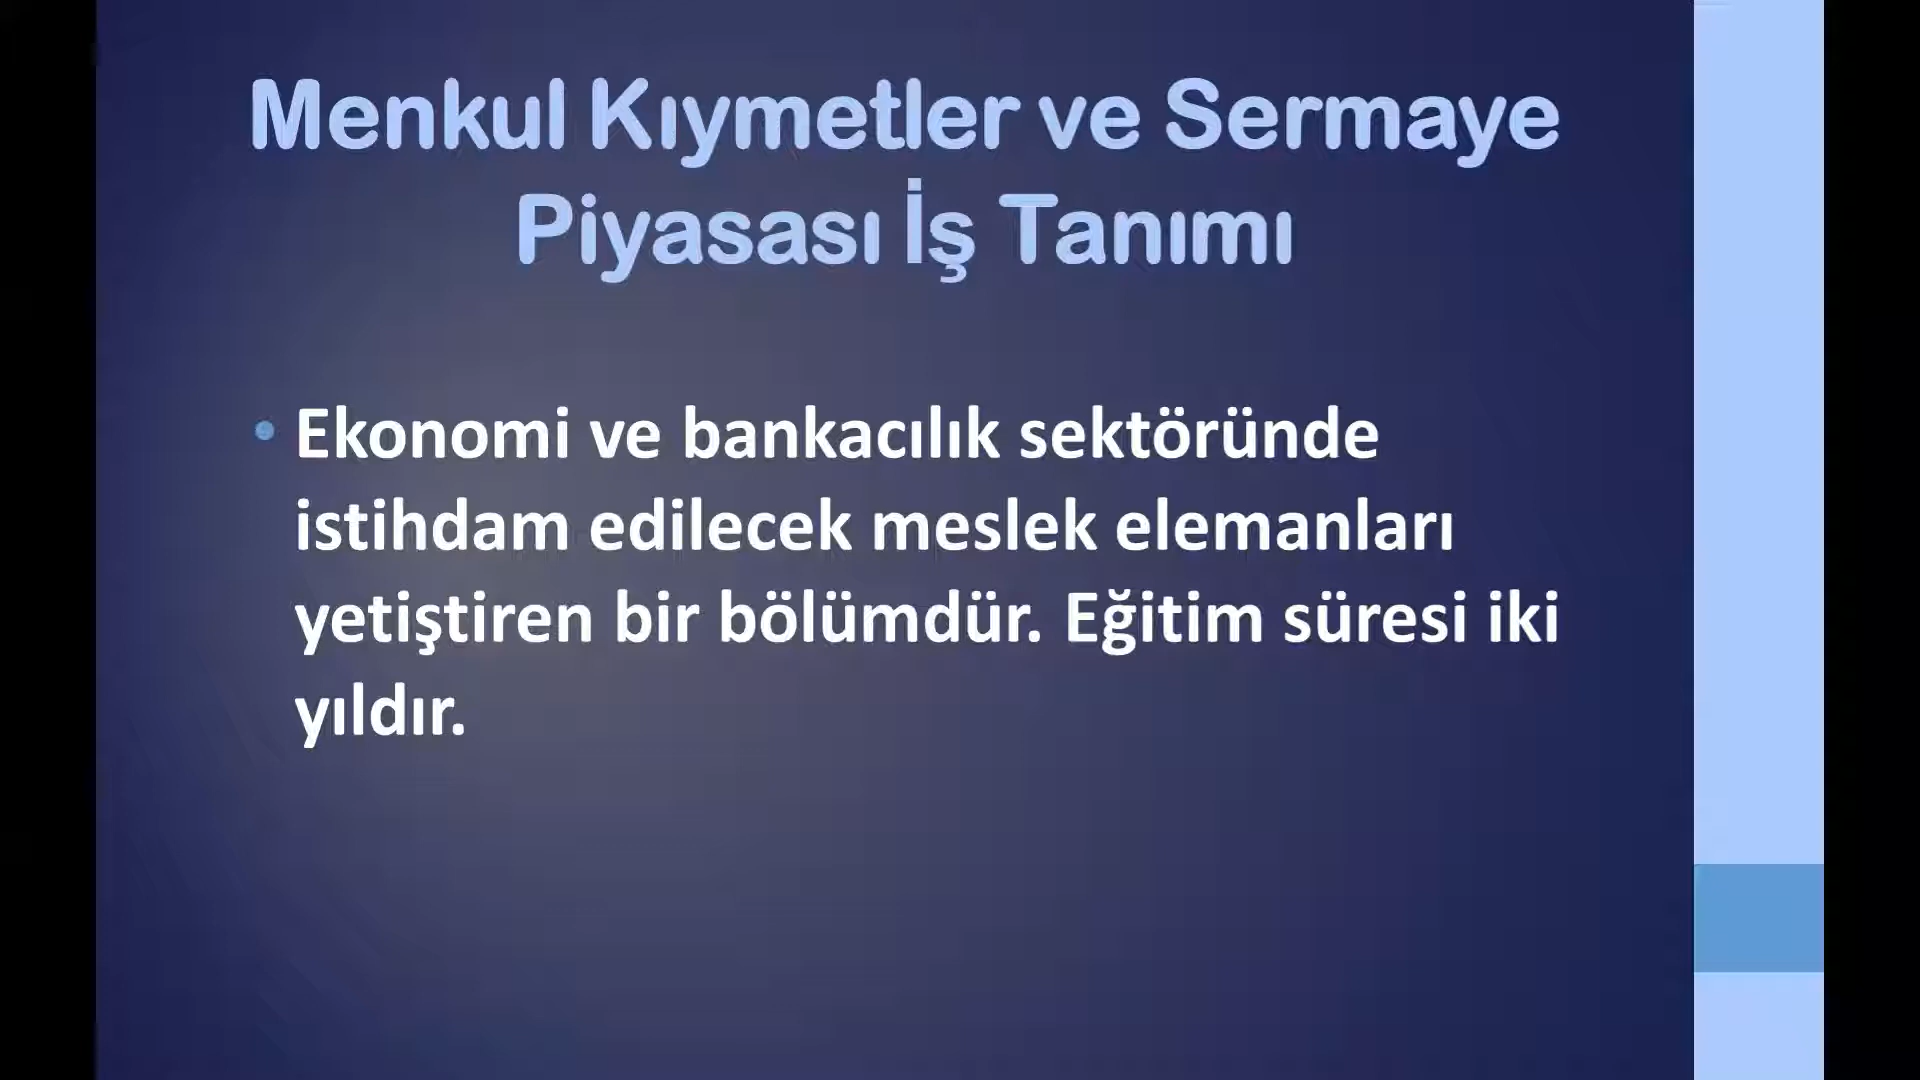 Menkul Kıymetler ve Sermaye
Piyasası İş Tanımı
• Ekonomi ve bankacılık sektöründe
istihdam edilecek meslek elemanları
yetiştiren bir bölümdür. Eğitim süresi iki
yıldır.